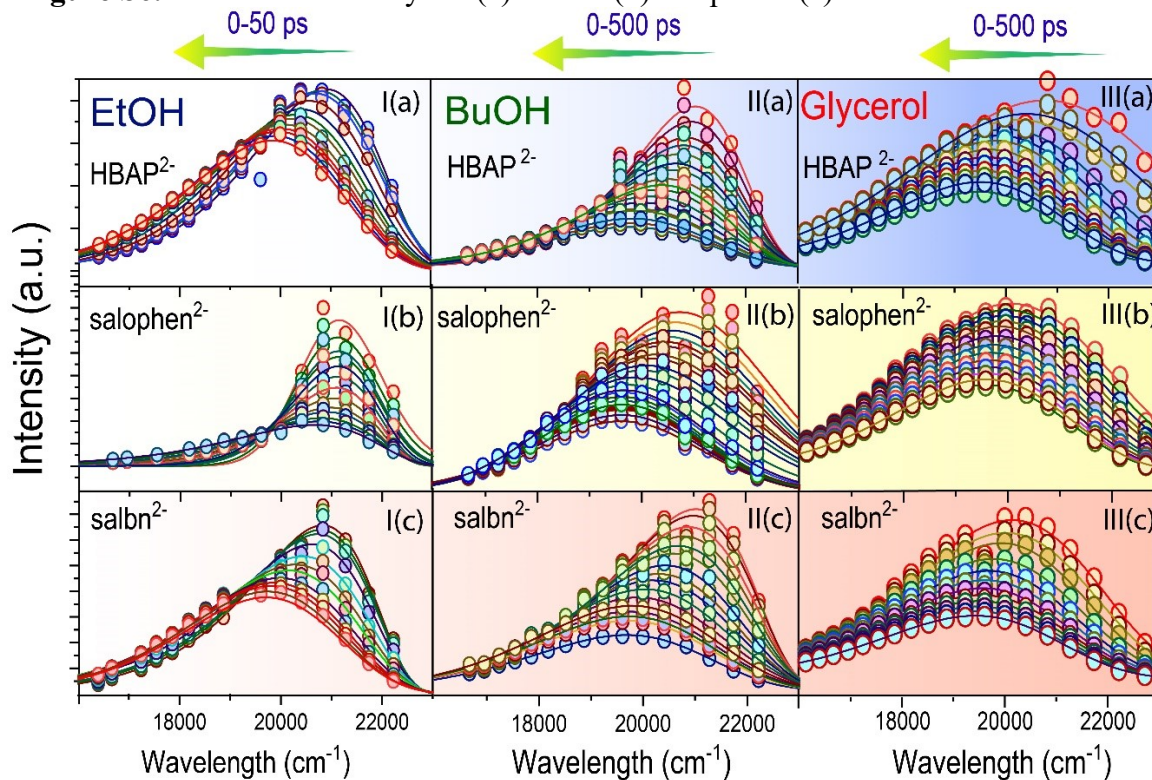 0-50 ps 0-500 ps 0-500 ps
EtOH I(a) BuOH II(a) Glycerol III(a)
HBAP2- HBAP2- HBAP 2-
salophen2- I(b) salophen2- II(b) salophen2- III(b)
salbn2- I(c) salbn2- II(c) salbn2- III(c)
Intensity (a.u.)
18000 20000 22000 18000 20000 22000 18000 20000 22000
Wavelength (cm-1) Wavelength (cm-1) Wavelength (cm-1)